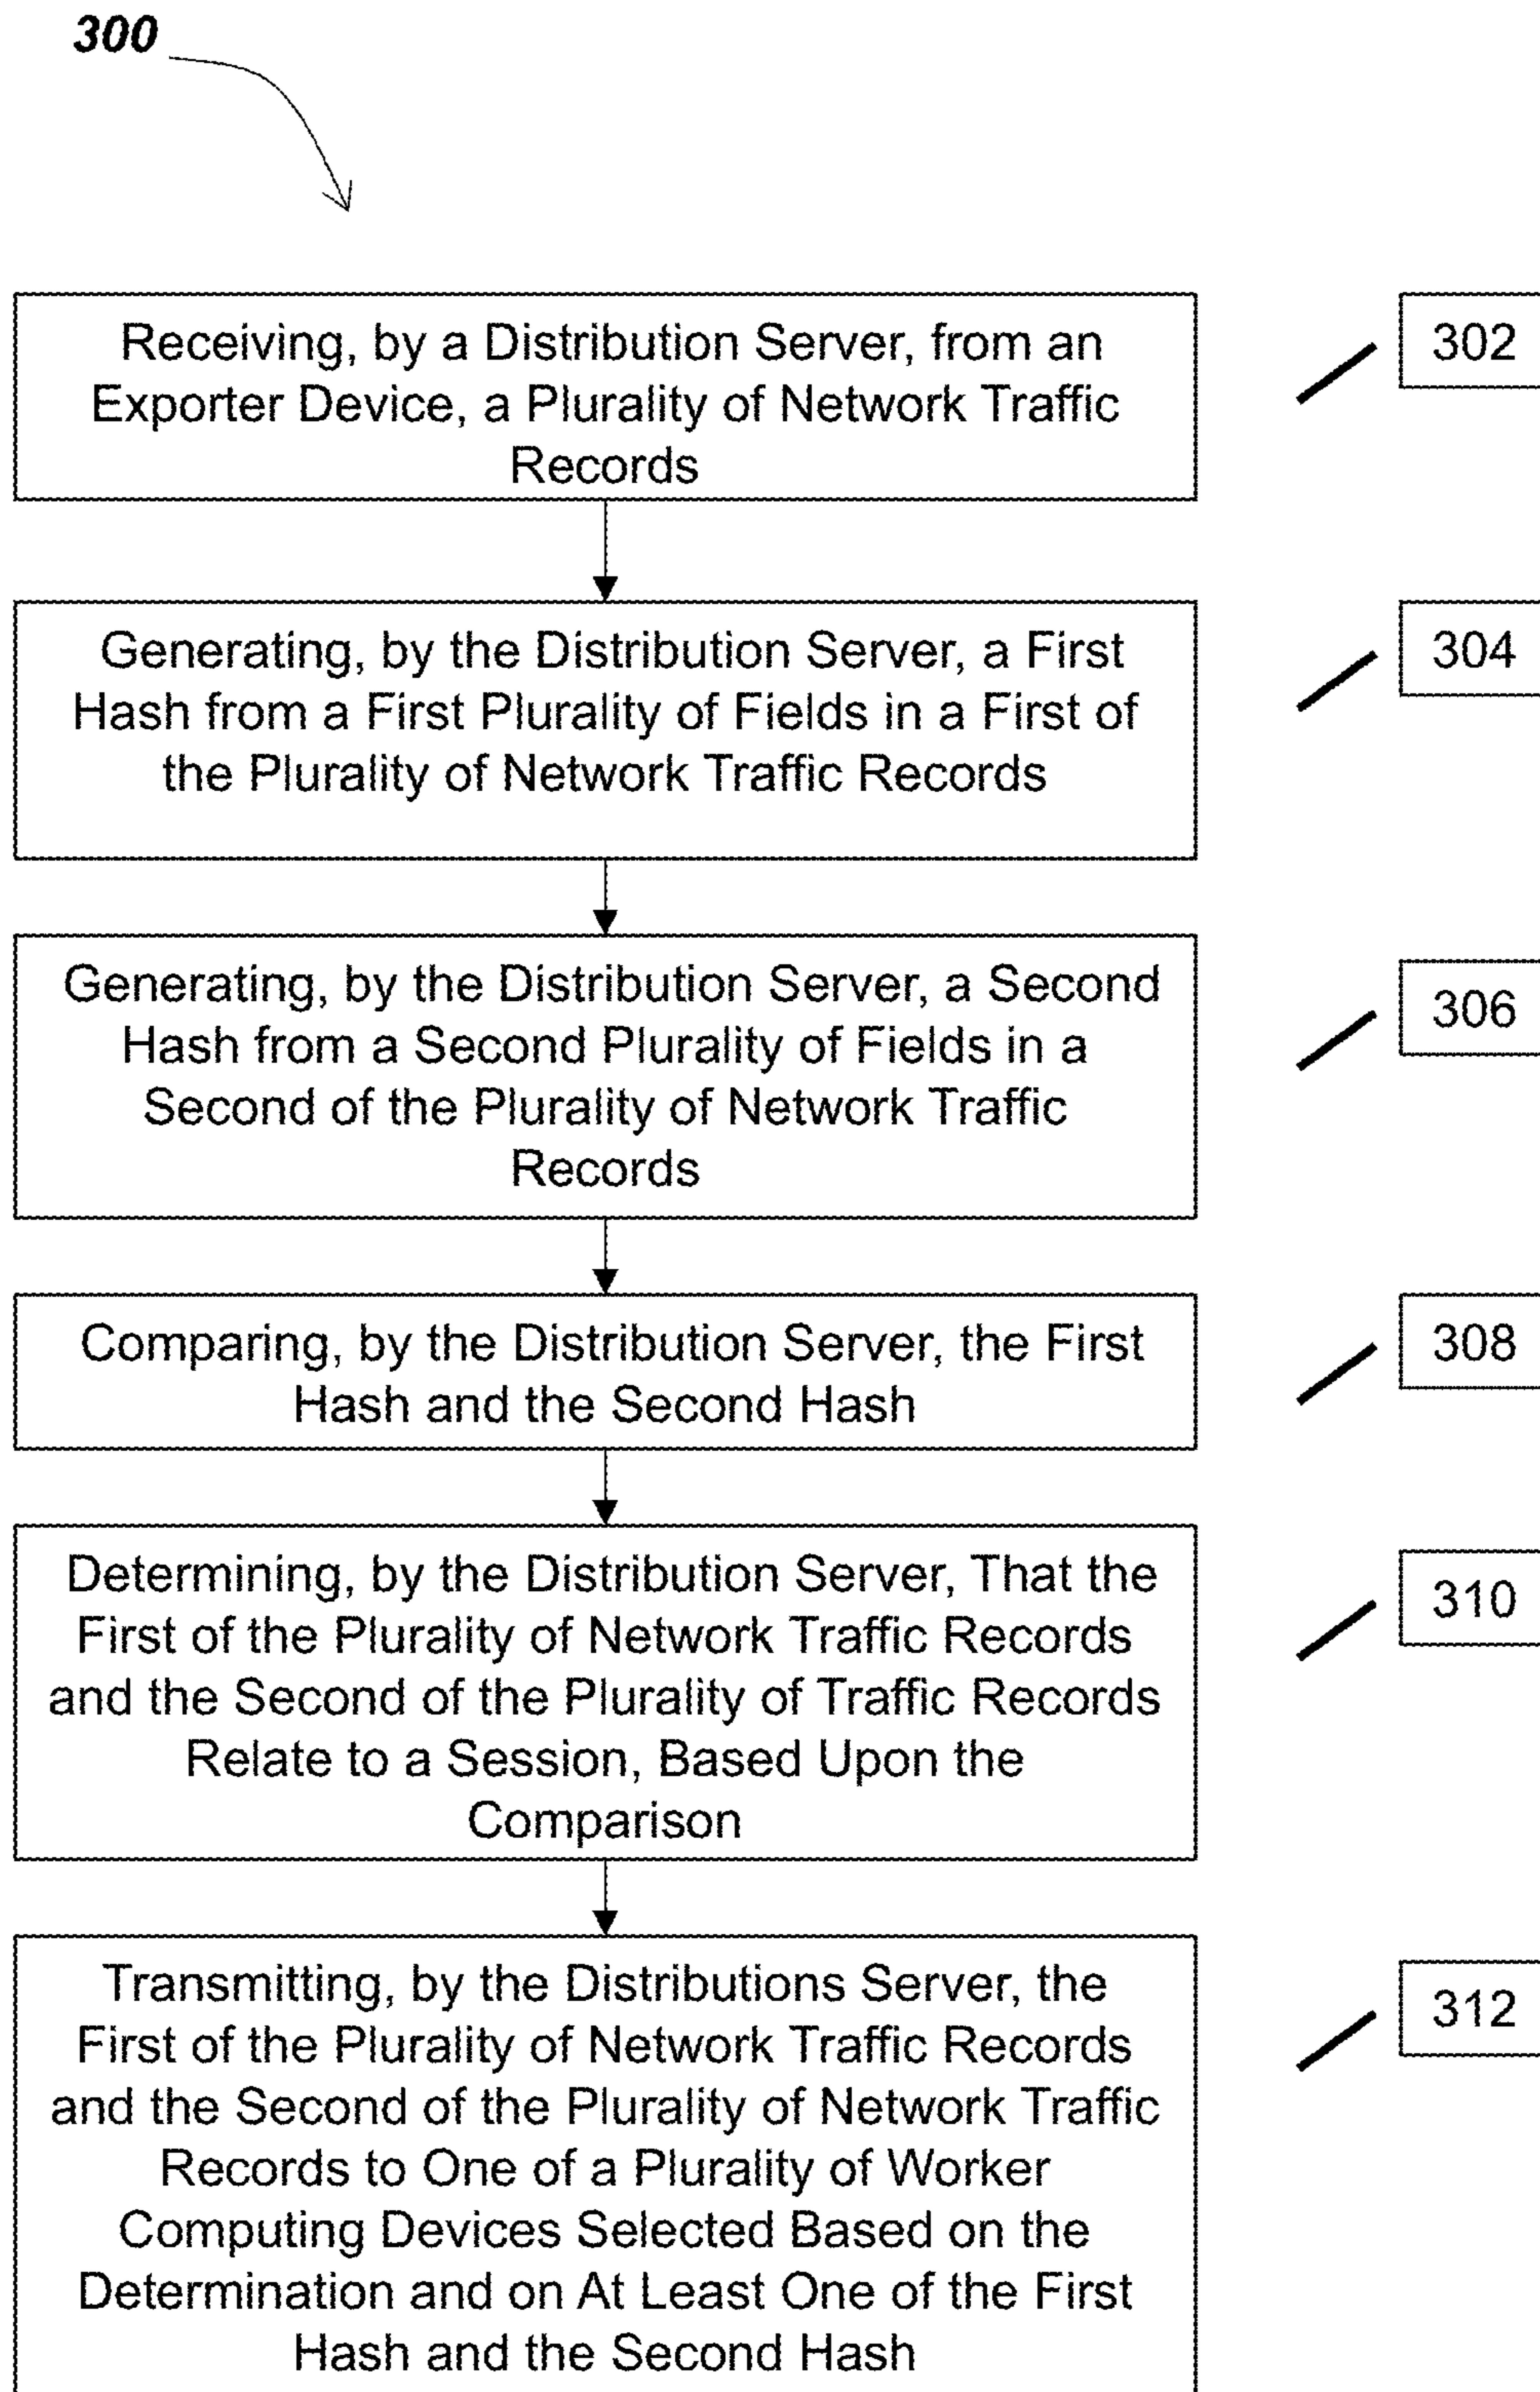 300
Receiving, by a Distribution Server, from an
Exporter Device, a Plurality of Network Traffic
Records
302
Generating, by the Distribution Server, a First
Hash from a First Plurality of Fields in a First of
the Plurality of Network Traffic Records
304
Generating, by the Distribution Server, a Second
Hash from a Second Plurality of Fields in a
Second of the Plurality of Network Traffic
Records
306
Comparing, by the Distribution Server, the First
Hash and the Second Hash
308
Determining, by the Distribution Server, That the
First of the Plurality of Network Traffic Records
and the Second of the Plurality of Traffic Records
Relate to a Session, Based Upon the
Comparison
310
Transmitting, by the Distributions Server, the
First of the Plurality of Network Traffic Records
and the Second of the Plurality of Network Traffic
Records to One of a Plurality of Worker
Computing Devices Selected Based on the
Determination and on At Least One of the First
Hash and the Second Hash
312